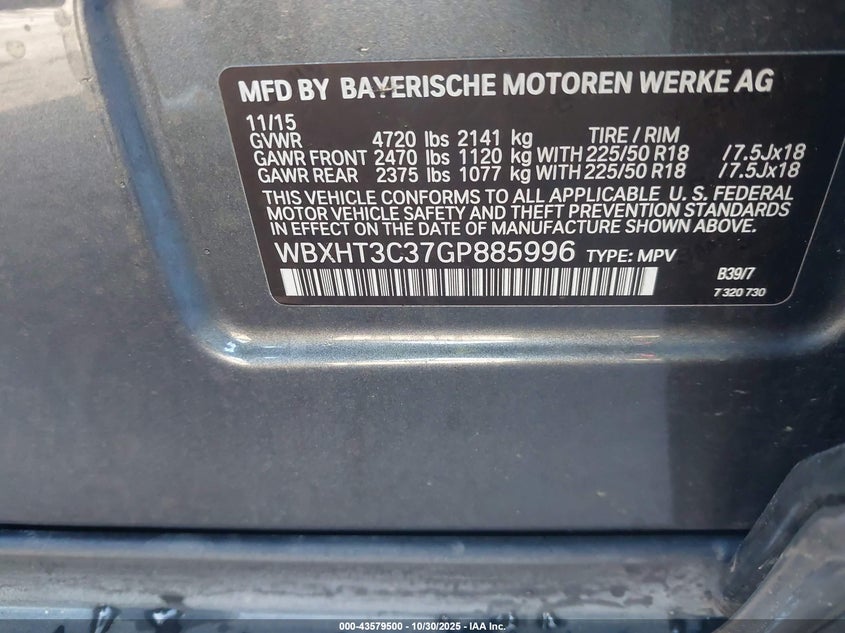 MFD BY BAYERISCHE MOTOREN WERKE AG
11/15
GVWR 4720 lbs 2141 kg TIRE / RIM
GAWR FRONT 2470 lbs 1120 kg WITH 225/50 R18 /7.5Jx18
GAWR REAR 2375 lbs 1077 kg WITH 225/50 R18 /7.5Jx18
THIS VEHICLE CONFORMS TO ALL APPLICABLE U.S. FEDERAL
MOTOR VEHICLE SAFETY AND THEFT PREVENTION STANDARDS
IN EFFECT ON THE DATE OF MANUFACTURE SHOWN ABOVE.
WBXHT3C37GP885996 TYPE: MPV
B39/7
7 320 730
000-43579500 - 10/30/2025 - IAA Inc.